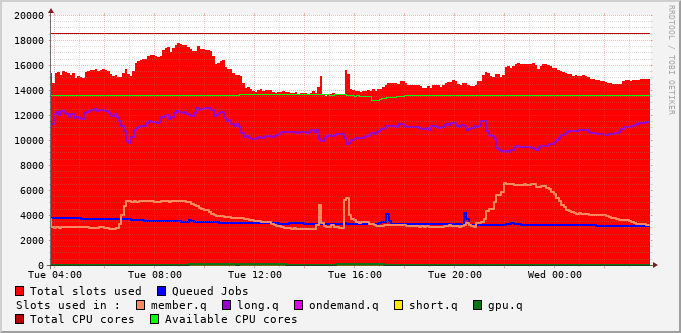 20000
18000
16000
14000
12000
10000
8000
6000
4000
2000
0
Tue 04:00 Tue 08:00 Tue 12:00 Tue 16:00 Tue 20:00 Wed 00:00
Total slots used Queued Jobs
Slots used in : member.q long.q ondemand.q short.q gpu.q
Total CPU cores Available CPU cores
RRDTOOL / TOBI OETIKER